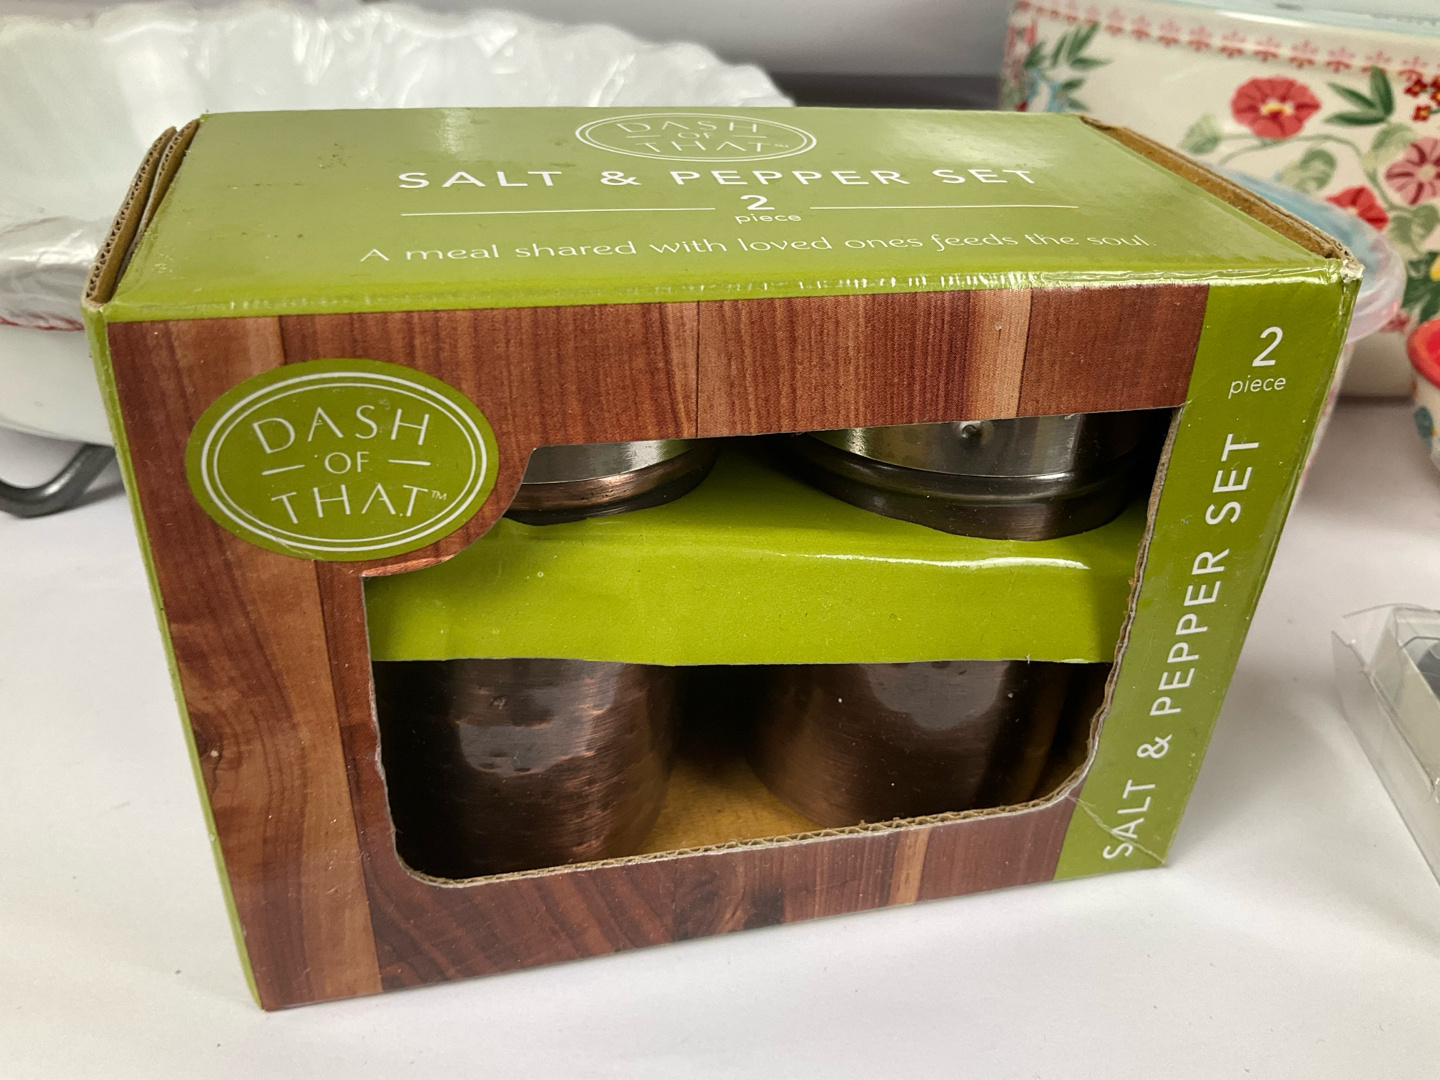 DASH
OF
THAT™
SALT & PEPPER SET
2
piece
A meal shared with loved ones feeds the soul.
DASH
OF
THAT™
2
piece
SALT & PEPPER SET